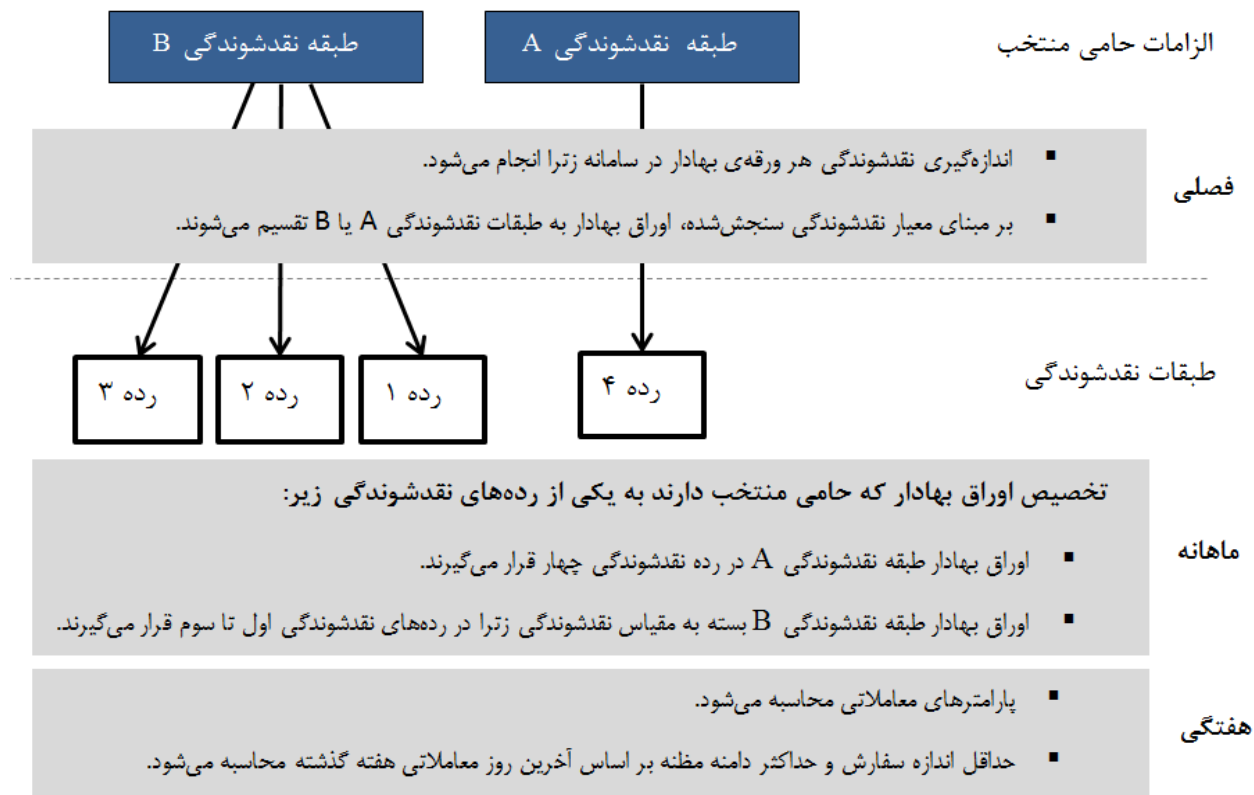 الزامات حامی منتخب
طبقه نقدشوندگی A
طبقه نقدشوندگی B
فصلی
▪ اندازه‌گیری نقدشوندگی هر ورقه‌ی بهادار در سامانه زترا انجام می‌شود.
▪ بر مبنای معیار نقدشوندگی سنجش‌شده، اوراق بهادار به طبقات نقدشوندگی A یا B تقسیم می‌شوند.
طبقات نقدشوندگی
رده ۴
رده ۱
رده ۲
رده ۳
ماهانه
تخصیص اوراق بهادار که حامی منتخب دارند به یکی از رده‌های نقدشوندگی زیر:
▪ اوراق بهادار طبقه نقدشوندگی A در رده نقدشوندگی چهار قرار می‌گیرند.
▪ اوراق بهادار طبقه نقدشوندگی B بسته به مقیاس نقدشوندگی زترا در رده‌های نقدشوندگی اول تا سوم قرار می‌گیرند.
هفتگی
▪ پارامترهای معاملاتی محاسبه می‌شود.
▪ حداقل اندازه سفارش و حداکثر دامنه مظنه بر اساس آخرین روز معاملاتی هفته گذشته محاسبه می‌شود.